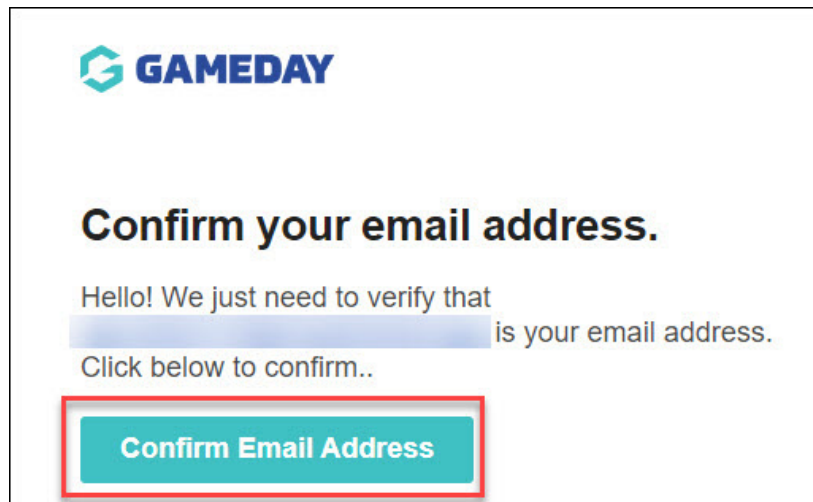 GAMEDAY
Confirm your email address.
Hello! We just need to verify that
is your email address.
Click below to confirm..
Confirm Email Address